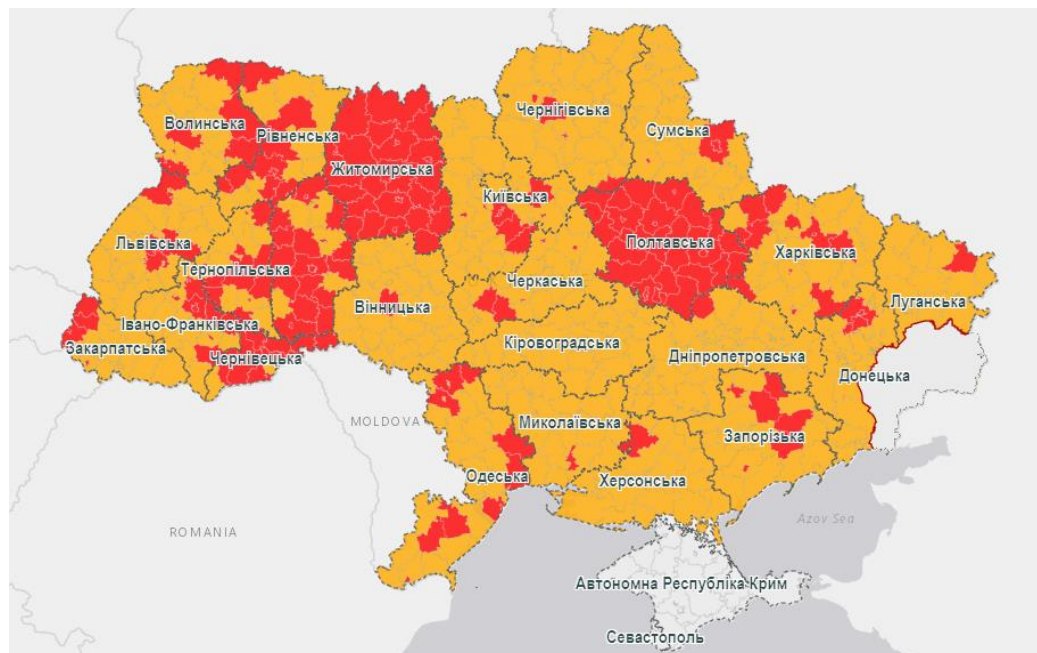 Чернігівська
Волинська
Рівненська
Сумська
Житомирська
Київська
Львівська
Полтавська
Харківська
Тернопільська
Черкаська
Вінницька
Луганська
Івано-Франківська
Кіровоградська
Закарпатська
Чернівецька
Дніпропетровська
Донецька
MOLDOVA
Миколаївська
Запорізька
Одеська
Херсонська
ROMANIA
Azov Sea
Автономна Республіка Крим
Севастополь